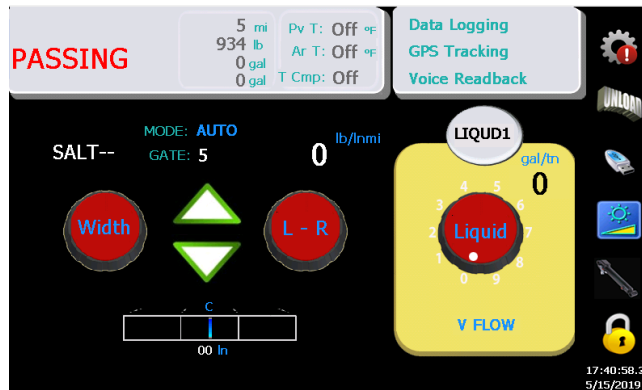 PASSING
5 mi
934 lb
0 gal
0 gal
Pv T: Off °F
Ar T: Off °F
T Cmp: Off
Data Logging
GPS Tracking
Voice Readback
UNLOAD
MODE: AUTO
SALT--
GATE: 5
0
lb/lnmi
LIQUD1
gal/tn
0
Width
L - R
Liquid
0 1 2 3 4 5 6 7 8 9
C
00 In
V FLOW
17:40:58.
5/15/2019